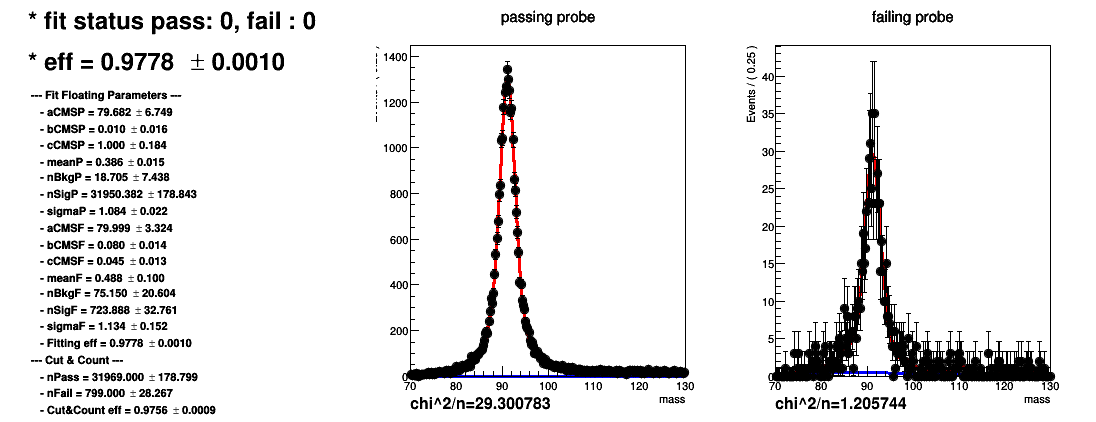 * fit status pass: 0, fail : 0
* eff = 0.9778 ± 0.0010
--- Fit Floating Parameters ---
- aCMSP = 79.682 ± 6.749
- bCMSP = 0.010 ± 0.016
- cCMSP = 1.000 ± 0.184
- meanP = 0.386 ± 0.015
- nBkgP = 18.705 ± 7.438
- nSigP = 31950.382 ± 178.843
- sigmaP = 1.084 ± 0.022
- aCMSF = 79.999 ± 3.324
- bCMSF = 0.080 ± 0.014
- cCMSF = 0.045 ± 0.013
- meanF = 0.488 ± 0.100
- nBkgF = 75.150 ± 20.604
- nSigF = 723.888 ± 32.761
- sigmaF = 1.134 ± 0.152
- Fitting eff = 0.9778 ± 0.0010
--- Cut & Count ---
- nPass = 31969.000 ± 178.799
- nFail = 799.000 ± 28.267
- Cut&Count eff = 0.9756 ± 0.0009
passing probe
1400
1200
1000
800
600
400
200
0
70 80 90 100 110 120 130
mass
chi^2/n=29.300783
failing probe
Events / ( 0.25 )
40
35
30
25
20
15
10
5
0
70 80 90 100 110 120 130
mass
chi^2/n=1.205744